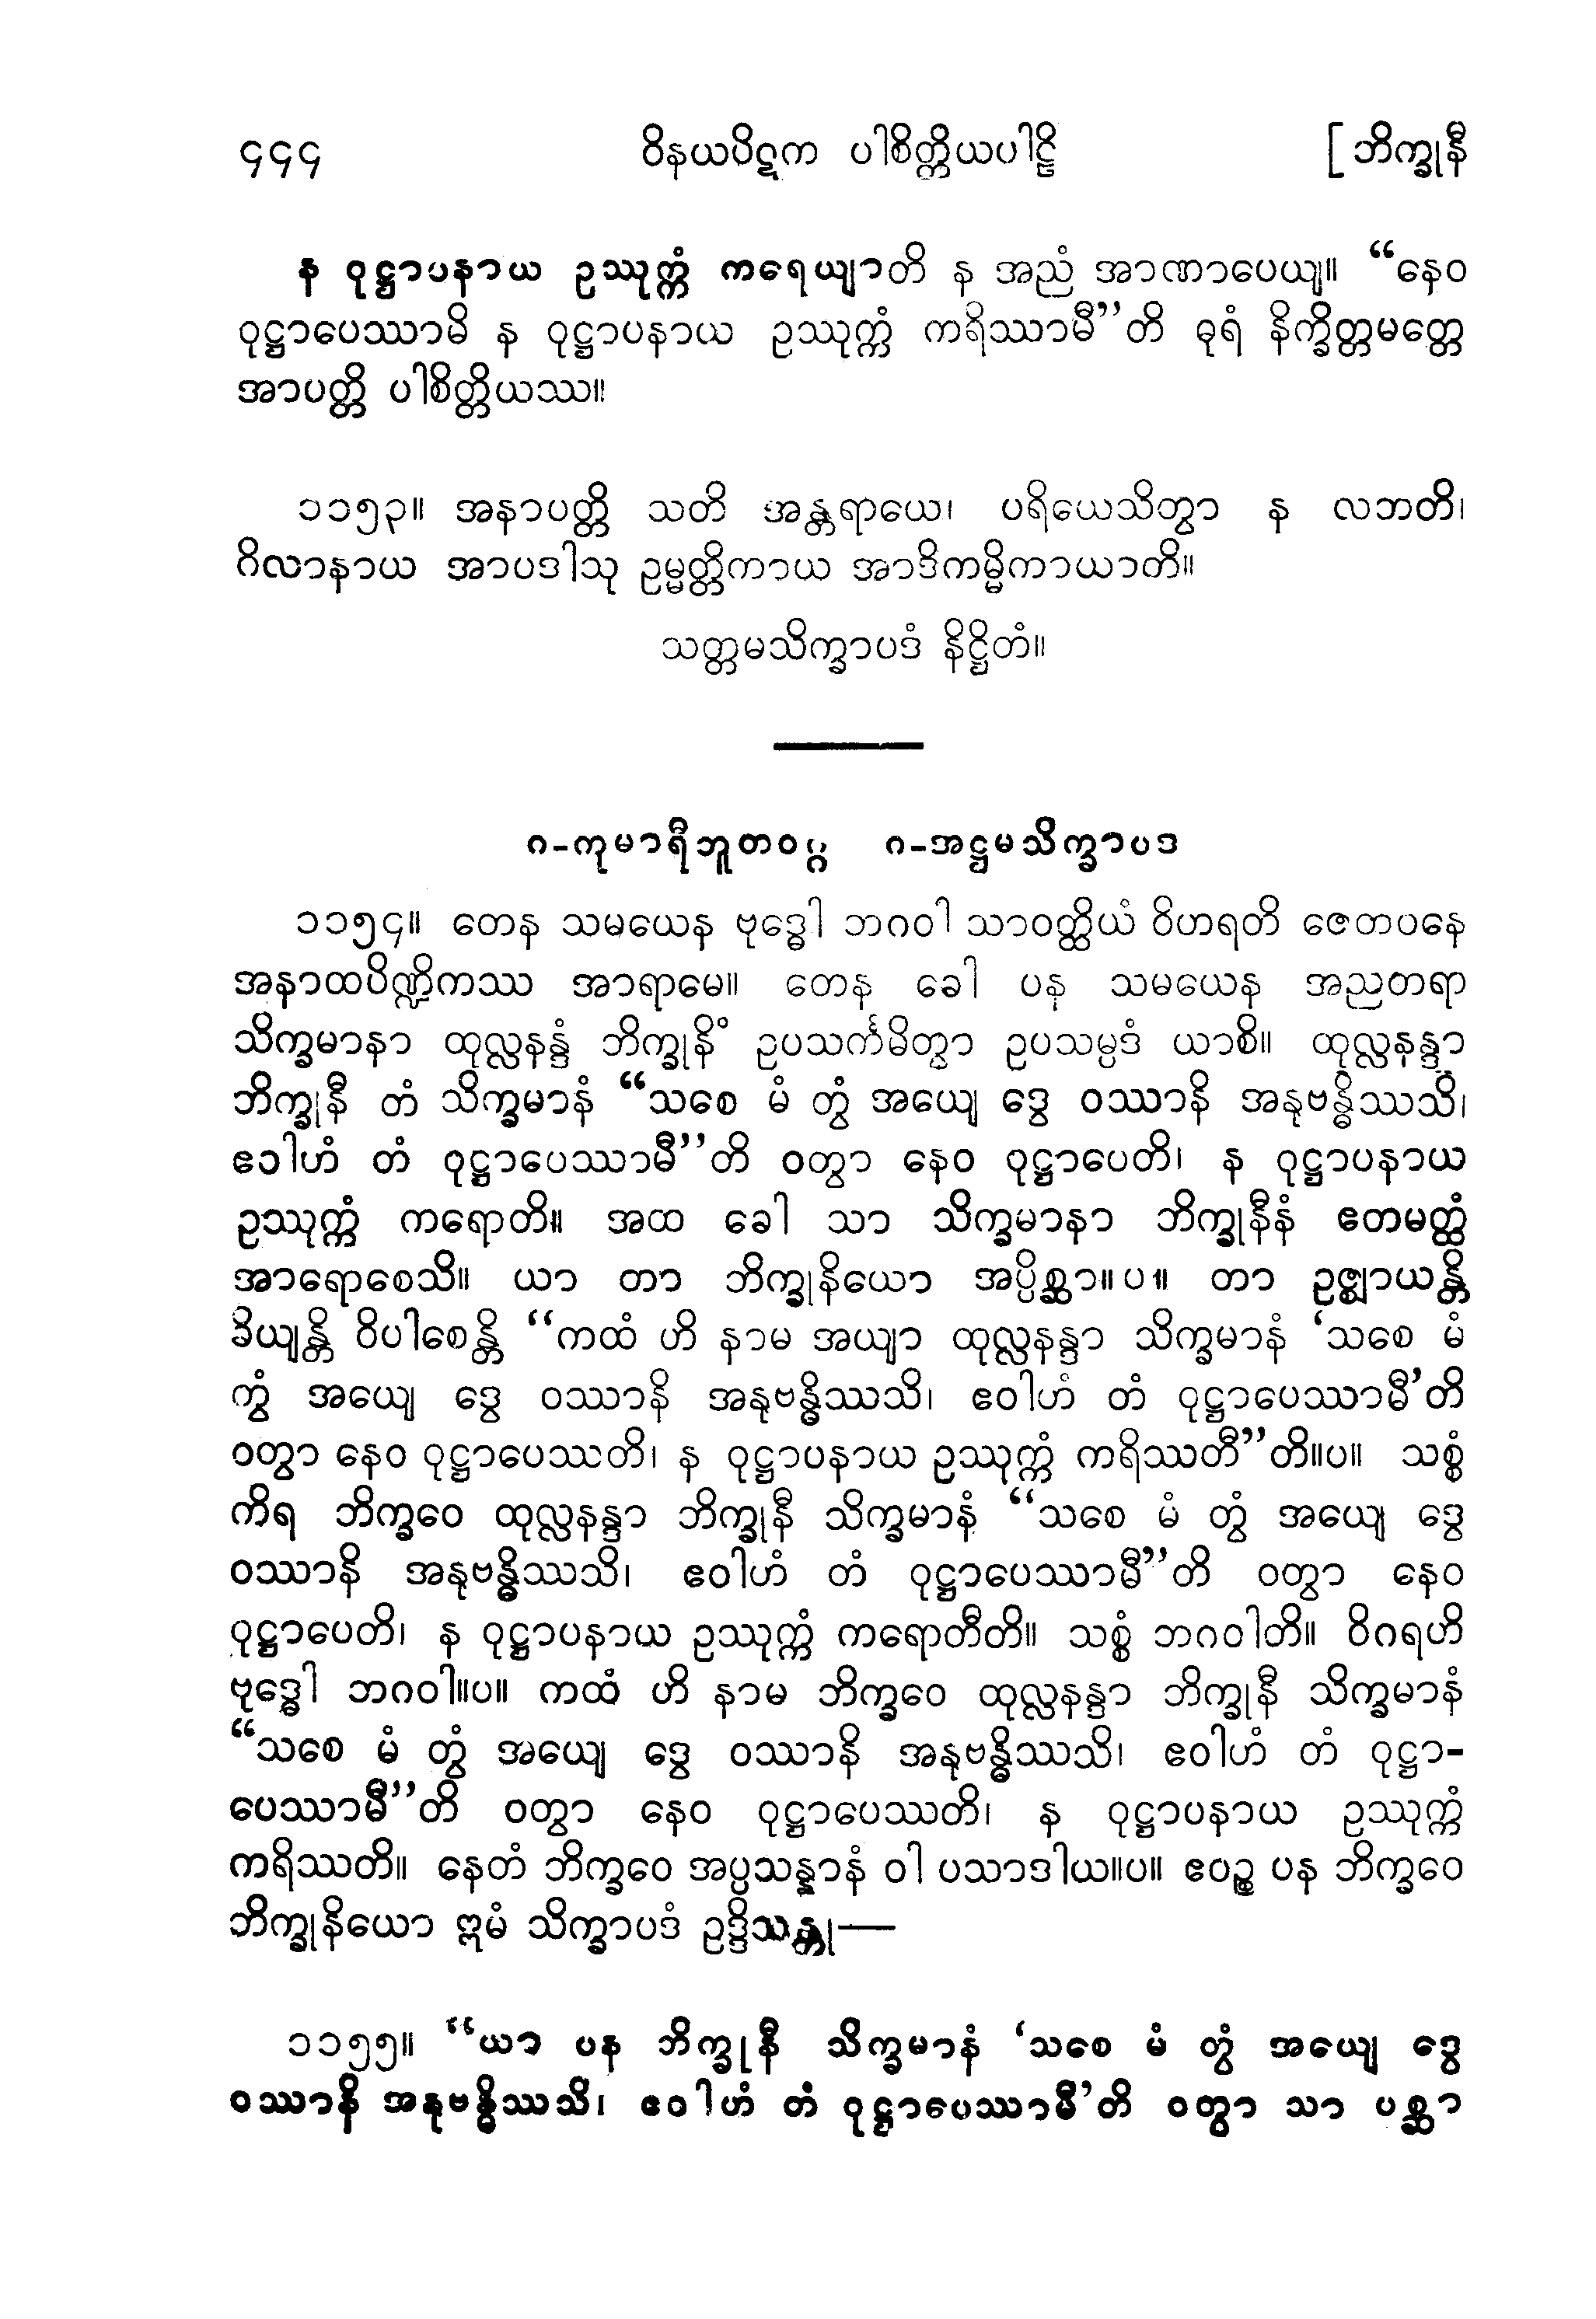 ၄၄၄ ဝိနယပိဋက ပါစိတ္တိယပါဠိ [ ဘိက္ခုနီ
န ဝုဋ္ဌာပနာယ ဥဿုက္ကံ ကရေယျာတိ န အညံ အာဏာပေယျ။ “နေဝ
ဝုဋ္ဌာပေဿာမိ န ဝုဋ္ဌာပနာယ ဥဿုက္ကံ ကရိဿာမီ”တိ ဓုရံ နိက္ခိတ္တမတ္တေ
အာပတ္တိ ပါစိတ္တိယဿ။
၁၁၅၃။ အနာပတ္တိ သတိ အန္တရာယေ၊ ပရိယေသိတွာ န လဘတိ၊
ဂိလာနာယ အာပဒါသု ဥမ္မတ္တိကာယ အာဒိကမ္မိကာယာတိ။
သတ္တမသိက္ခာပဒံ နိဋ္ဌိတံ။
ဂ-ကုမာရီဘူတဝဂ္ဂ ဂ-အဋ္ဌမသိက္ခာပဒ
၁၁၅၄။ တေန သမယေန ဗုဒ္ဓေါ ဘဂဝါ သာဝတ္ထိယံ ဝိဟရတိ ဇေတပနေ
အနာထပိဏ္ဍိကဿ အာရာမေ။ တေန ခေါ ပန သမယေန အညတရာ
သိက္ခမာနာ ထုလ္လနန္ဒံ ဘိက္ခုနိံ ဥပသင်္ကမိတွာ ဥပသမ္ပဒံ ယာစိ။ ထုလ္လနန္ဒာ
ဘိက္ခုနီ တံ သိက္ခမာနံ “သစေ မံ တွံ အယျေ ဒွေ ဝဿာနိ အနုဗန္ဓိဿသိ၊
ဧဝါဟံ တံ ဝုဋ္ဌာပေဿာမီ”တိ ဝတွာ နေဝ ဝုဋ္ဌာပေတိ၊ န ဝုဋ္ဌာပနာယ
ဥဿုက္ကံ ကရောတိ။ အထ ခေါ သာ သိက္ခမာနာ ဘိက္ခုနီနံ ဧတမတ္ထံ
အာရောစေသိ။ ယာ တာ ဘိက္ခုနိယော အပ္ပိစ္ဆာ။ပ။ တာ ဥဇ္ဈာယန္တိ
ခိယျန္တိ ဝိပါစေန္တိ “ကထံ ဟိ နာမ အယျာ ထုလ္လနန္ဒာ သိက္ခမာနံ ‘သစေ မံ
ကွံ အယျေ ဒွေ ဝဿာနိ အနုဗန္ဓိဿသိ၊ ဧဝါဟံ တံ ဝုဋ္ဌာပေဿာမီ’တိ
ဝတွာ နေဝ ဝုဋ္ဌာပေဿတိ၊ န ဝုဋ္ဌာပနာယ ဥဿုက္ကံ ကရိဿတီ”တိ။ပ။ သစ္စံ
ကိရ ဘိက္ခဝေ ထုလ္လနန္ဒာ ဘိက္ခုနီ သိက္ခမာနံ “သစေ မံ တွံ အယျေ ဒွေ
ဝဿာနိ အနုဗန္ဓိဿသိ၊ ဧဝါဟံ တံ ဝုဋ္ဌာပေဿာမီ”တိ ဝတွာ နေဝ
ဝုဋ္ဌာပေတိ၊ န ဝုဋ္ဌာပနာယ ဥဿုက္ကံ ကရောတီတိ။ သစ္စံ ဘဂဝါတိ။ ဝိဂရဟိ
ဗုဒ္ဓေါ ဘဂဝါ။ပ။ ကထံ ဟိ နာမ ဘိက္ခဝေ ထုလ္လနန္ဒာ ဘိက္ခုနီ သိက္ခမာနံ
“သစေ မံ တွံ အယျေ ဒွေ ဝဿာနိ အနုဗန္ဓိဿသိ၊ ဧဝါဟံ တံ ဝုဋ္ဌာ-
ပေဿာမီ”တိ ဝတွာ နေဝ ဝုဋ္ဌာပေဿတိ၊ န ဝုဋ္ဌာပနာယ ဥဿုက္ကံ
ကရိဿတိ။ နေတံ ဘိက္ခဝေ အပ္ပသန္နာနံ ဝါ ပသာဒါယ။ပ။ ဧဝဉ္စ ပန ဘိက္ခဝေ
ဘိက္ခုနိယော ဣမံ သိက္ခာပဒံ ဥဒ္ဒိသန္တု—
၁၁၅၅။ “ယာ ပန ဘိက္ခုနီ သိက္ခမာနံ ‘သစေ မံ တွံ အယျေ ဒွေ
ဝဿာနိ အနုဗန္ဓိဿသိ၊ ဧဝါဟံ တံ ဝုဋ္ဌာပေဿာမီ’တိ ဝတွာ သာ ပစ္ဆာ